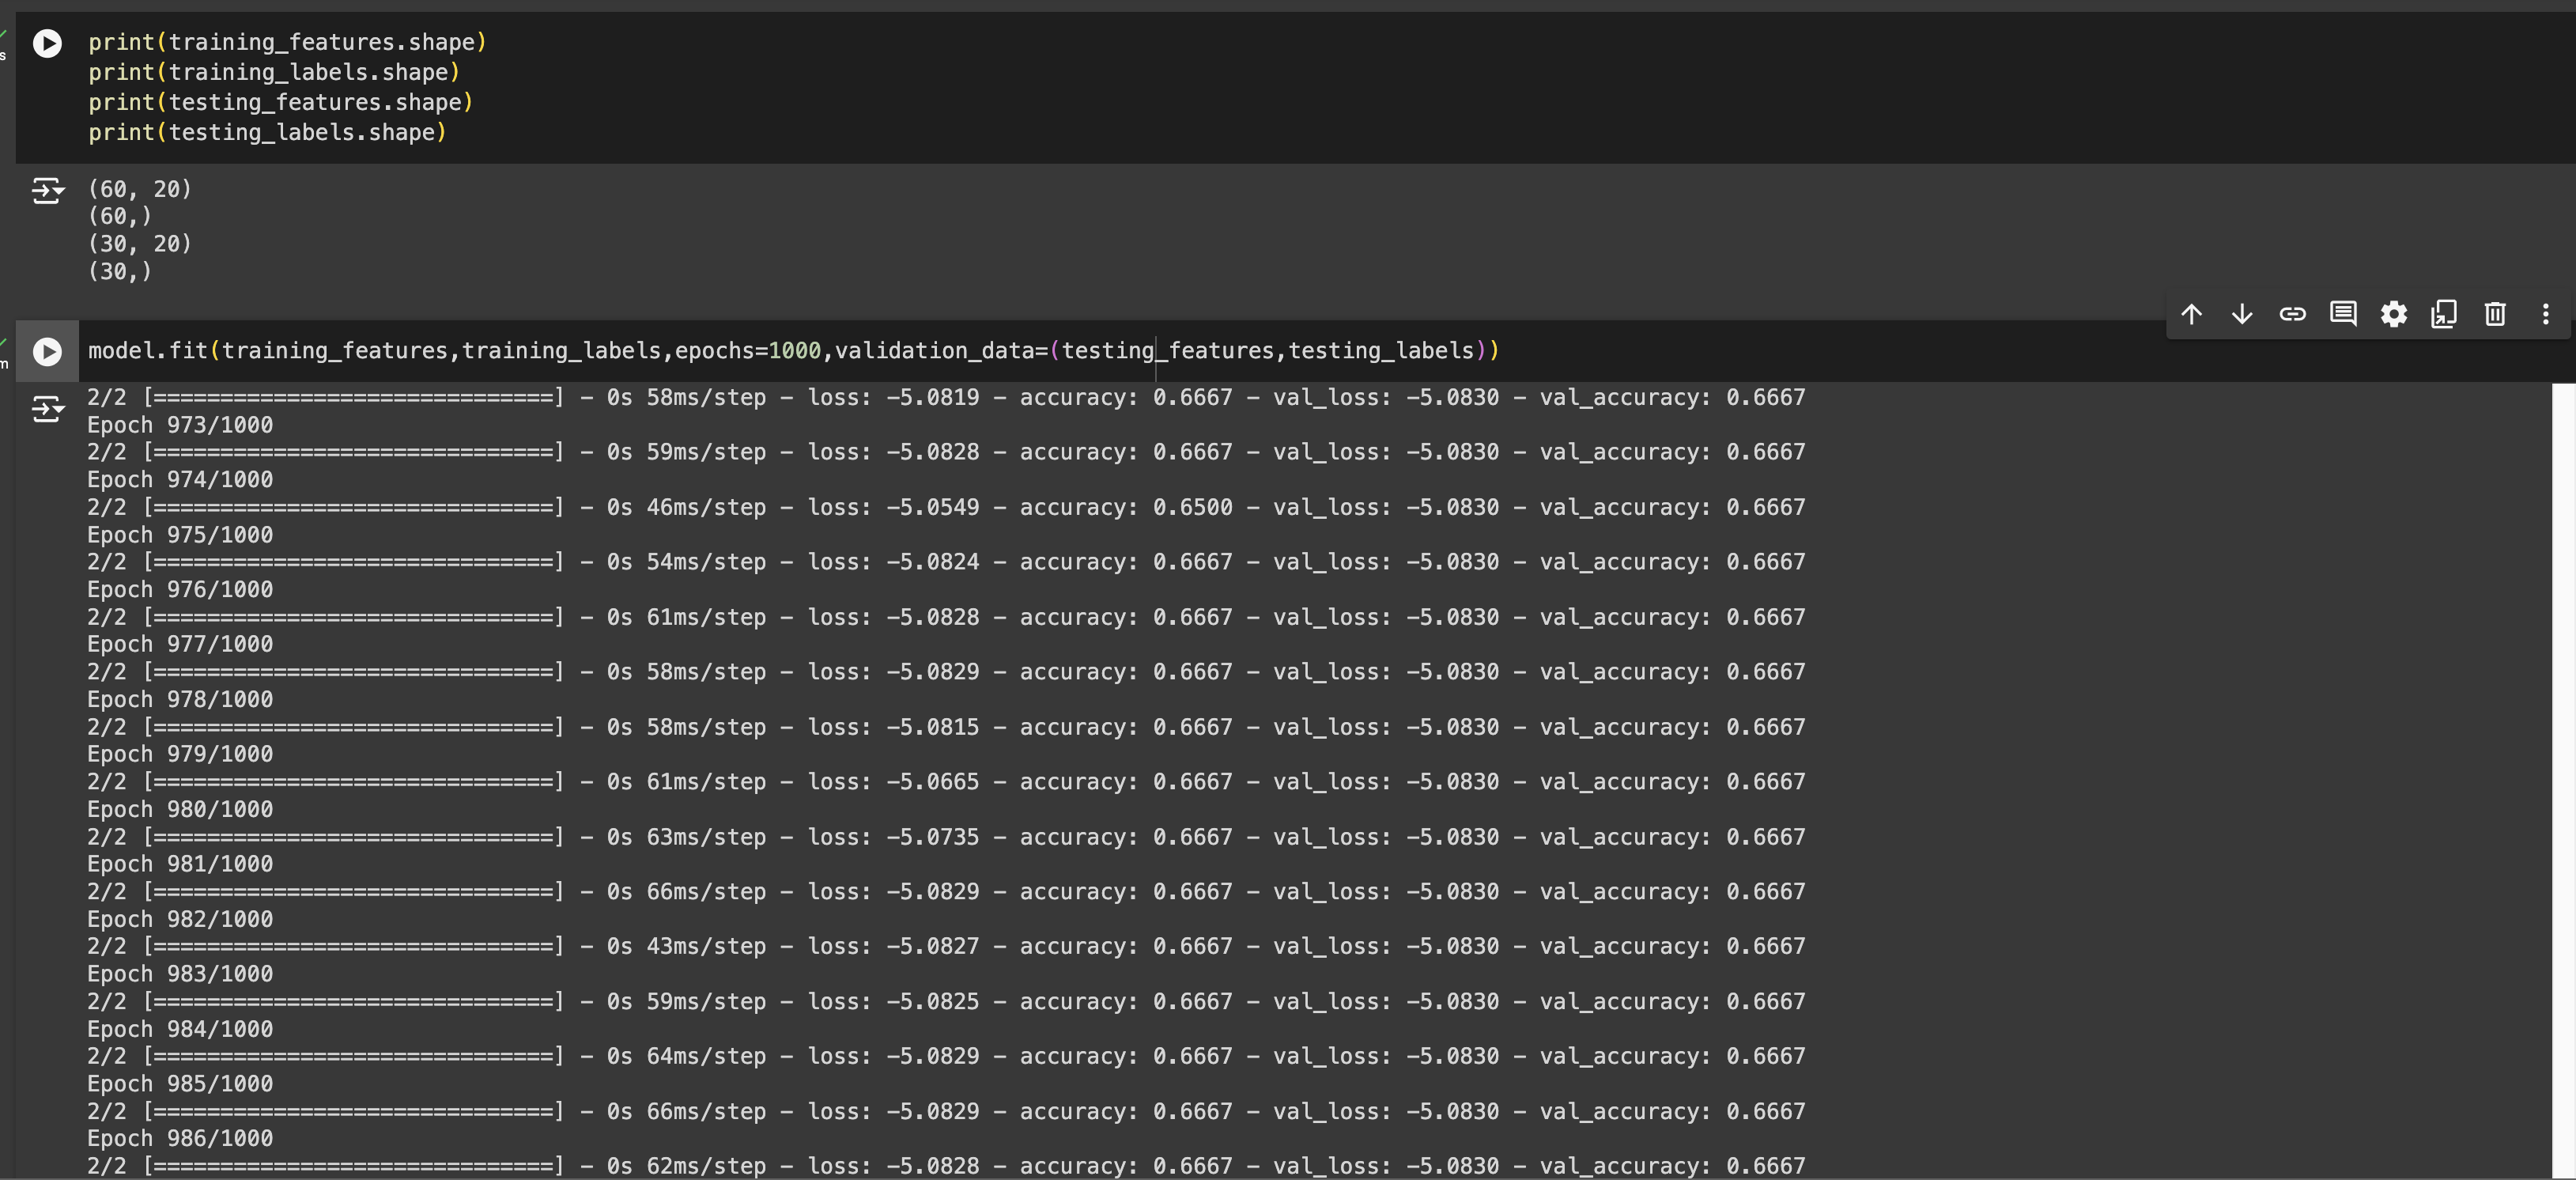 print(training_features.shape)
s
print(training_labels.shape)
print(testing_features.shape)
print(testing_labels.shape)
(60, 20)
(60,)
(30, 20)
(30,)
model.fit(training_features,training_labels,epochs=1000,validation_data=(testing_features,testing_labels))
m
2/2 [==============================] - 0s 58ms/step - loss: -5.0819 - accuracy: 0.6667 - val_loss: -5.0830 - val_accuracy: 0.6667
Epoch 973/1000
2/2 [==============================] - 0s 59ms/step - loss: -5.0828 - accuracy: 0.6667 - val_loss: -5.0830 - val_accuracy: 0.6667
Epoch 974/1000
2/2 [==============================] - 0s 46ms/step - loss: -5.0549 - accuracy: 0.6500 - val_loss: -5.0830 - val_accuracy: 0.6667
Epoch 975/1000
2/2 [==============================] - 0s 54ms/step - loss: -5.0824 - accuracy: 0.6667 - val_loss: -5.0830 - val_accuracy: 0.6667
Epoch 976/1000
2/2 [==============================] - 0s 61ms/step - loss: -5.0828 - accuracy: 0.6667 - val_loss: -5.0830 - val_accuracy: 0.6667
Epoch 977/1000
2/2 [==============================] - 0s 58ms/step - loss: -5.0829 - accuracy: 0.6667 - val_loss: -5.0830 - val_accuracy: 0.6667
Epoch 978/1000
2/2 [==============================] - 0s 58ms/step - loss: -5.0815 - accuracy: 0.6667 - val_loss: -5.0830 - val_accuracy: 0.6667
Epoch 979/1000
2/2 [==============================] - 0s 61ms/step - loss: -5.0665 - accuracy: 0.6667 - val_loss: -5.0830 - val_accuracy: 0.6667
Epoch 980/1000
2/2 [==============================] - 0s 63ms/step - loss: -5.0735 - accuracy: 0.6667 - val_loss: -5.0830 - val_accuracy: 0.6667
Epoch 981/1000
2/2 [==============================] - 0s 66ms/step - loss: -5.0829 - accuracy: 0.6667 - val_loss: -5.0830 - val_accuracy: 0.6667
Epoch 982/1000
2/2 [==============================] - 0s 43ms/step - loss: -5.0827 - accuracy: 0.6667 - val_loss: -5.0830 - val_accuracy: 0.6667
Epoch 983/1000
2/2 [==============================] - 0s 59ms/step - loss: -5.0825 - accuracy: 0.6667 - val_loss: -5.0830 - val_accuracy: 0.6667
Epoch 984/1000
2/2 [==============================] - 0s 64ms/step - loss: -5.0829 - accuracy: 0.6667 - val_loss: -5.0830 - val_accuracy: 0.6667
Epoch 985/1000
2/2 [==============================] - 0s 66ms/step - loss: -5.0829 - accuracy: 0.6667 - val_loss: -5.0830 - val_accuracy: 0.6667
Epoch 986/1000
2/2 [==============================] - 0s 62ms/step - loss: -5.0828 - accuracy: 0.6667 - val_loss: -5.0830 - val_accuracy: 0.6667